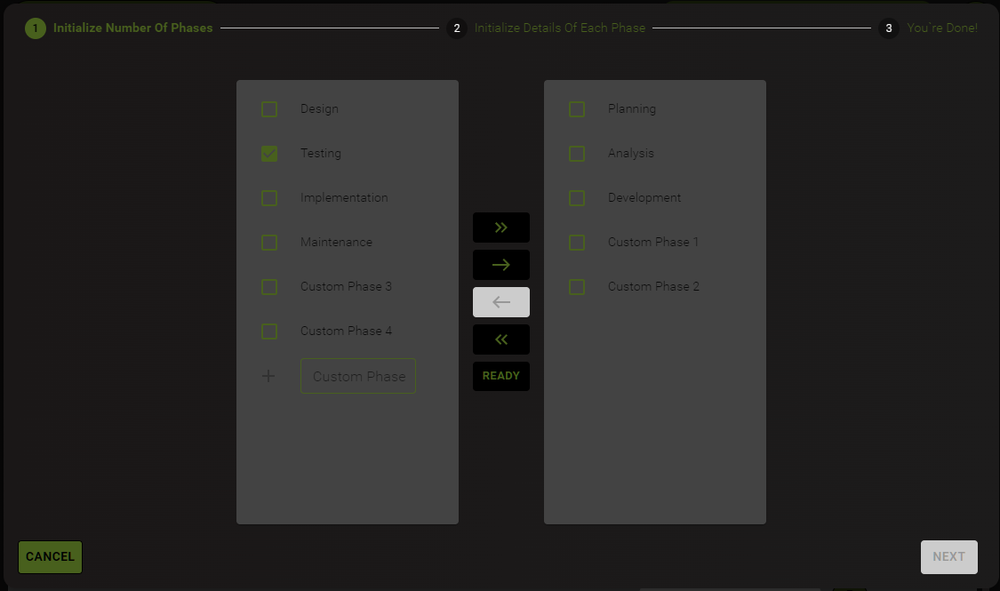 1 Initialize Number Of Phases 2 Initialize Details Of Each Phase 3 You`re Done!
Design
Testing
Implementation
Maintenance
Custom Phase 3
Custom Phase 4
Custom Phase
READY
Planning
Analysis
Development
Custom Phase 1
Custom Phase 2
CANCEL
NEXT